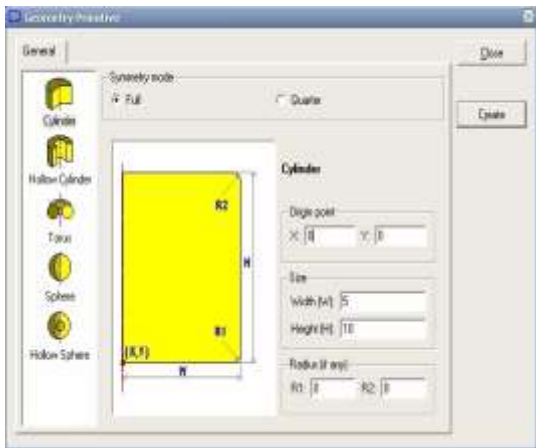 Geometry Primitive
General
Close
Create
Symmetry mode
Full
Quarter
Cylinder
Hollow Cylinder
Torus
Sphere
Hollow Sphere
R2
H
R1
(X,Y)
W
Cylinder
Origin point
X: 0 Y: 0
Size
Width (W): 5
Height (H): 10
Radius (if any)
R1: 0 R2: 0